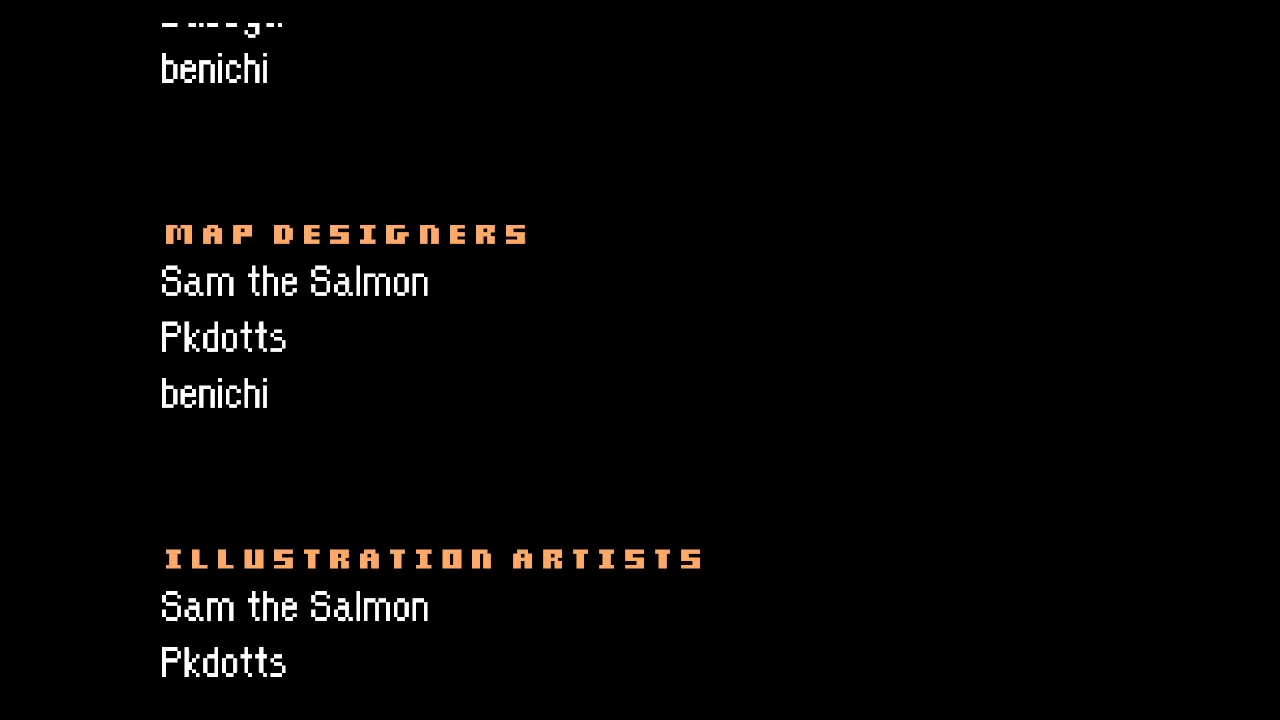 benichi
MAP DESIGNERS
Sam the Salmon
Pkdotts
benichi
ILLUSTRATION ARTISTS
Sam the Salmon
Pkdotts